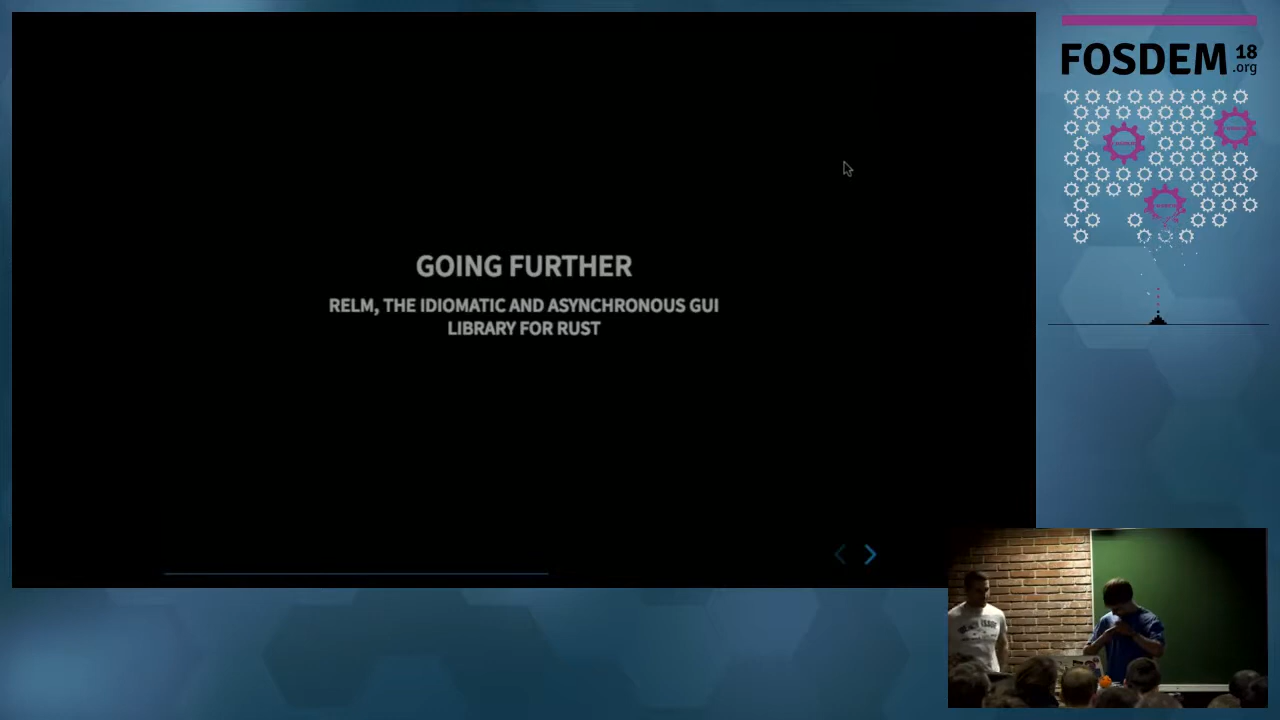 GOING FURTHER
RELM, THE IDIOMATIC AND ASYNCHRONOUS GUI
LIBRARY FOR RUST
FOSDEM 18
.org